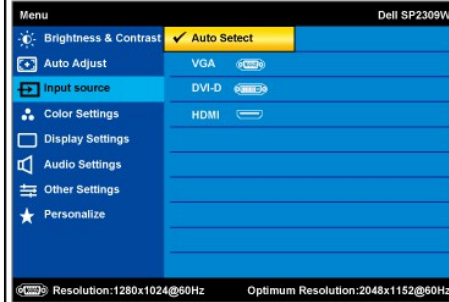 Menu Dell SP2309W
Brightness & Contrast ✓ Auto Setect
Auto Adjust VGA
Input source DVI-D
Color Settings HDMI
Display Settings
Audio Settings
Other Settings
Personalize
Resolution:1280x1024@60Hz Optimum Resolution:2048x1152@60Hz